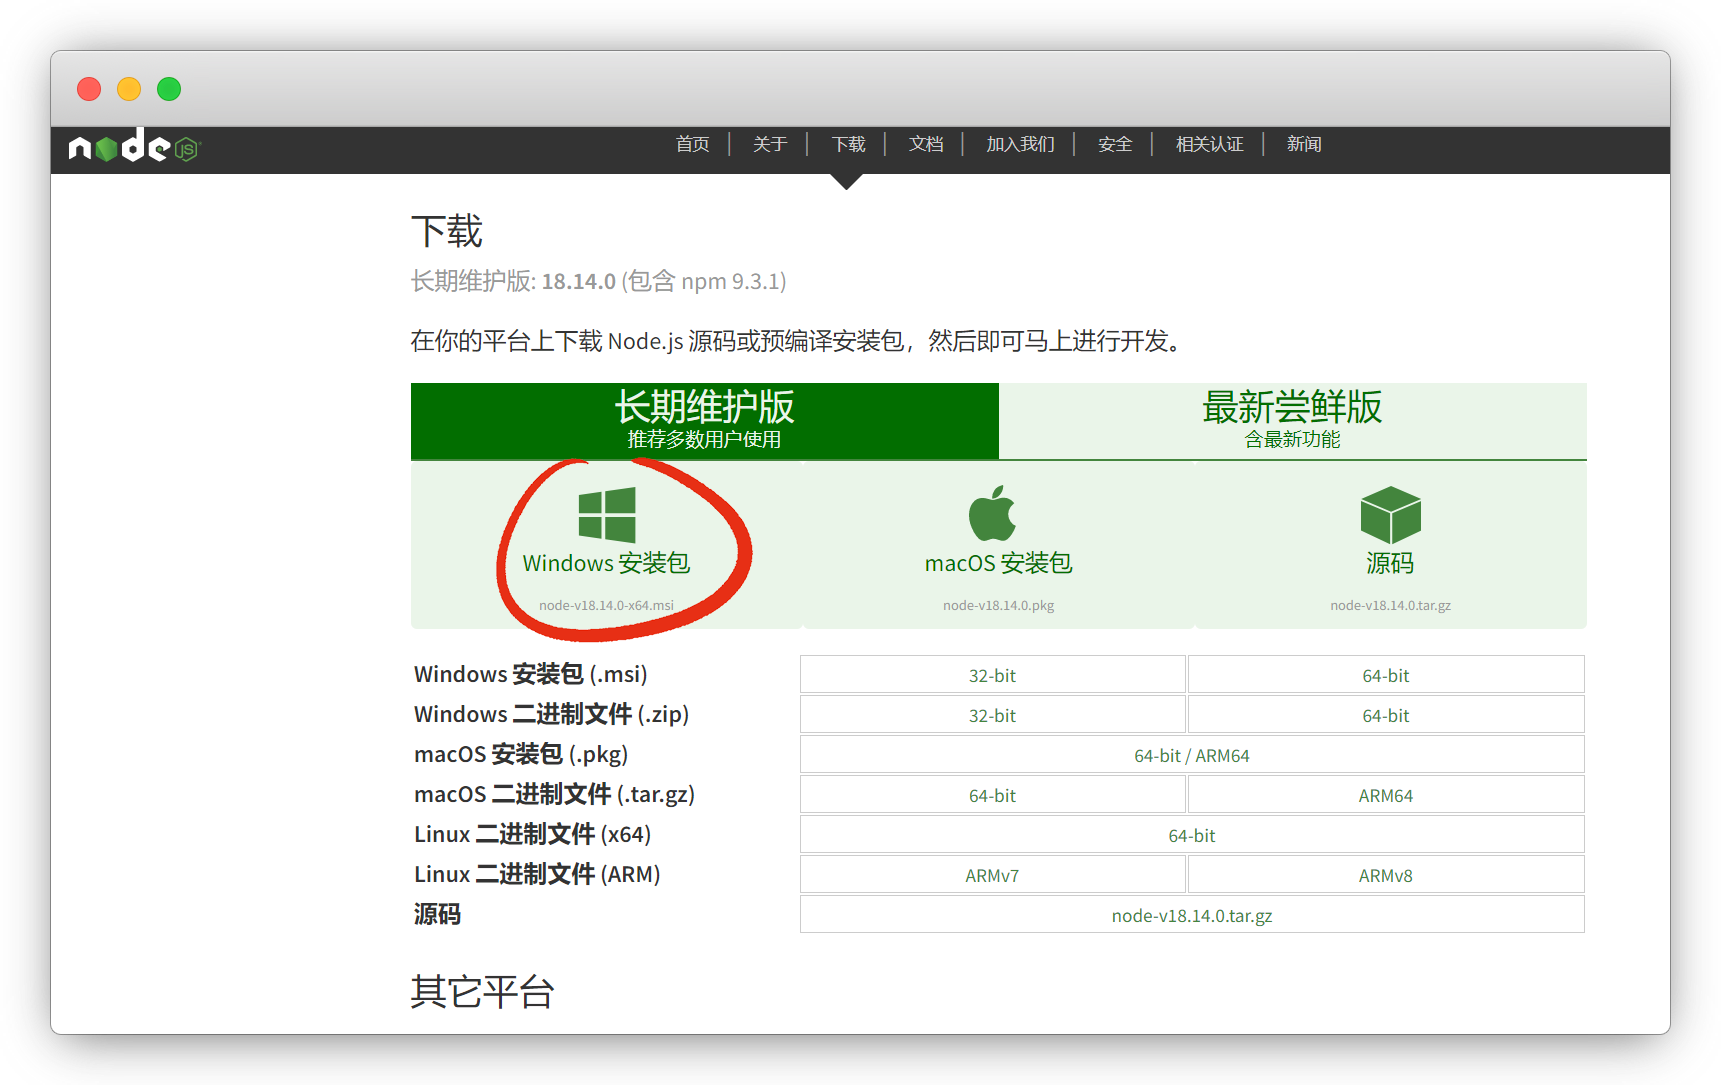 node JS
首页 | 关于 | 下载 | 文档 | 加入我们 | 安全 | 相关认证 | 新闻
下载
长期维护版: 18.14.0 (包含 npm 9.3.1)
在你的平台上下载 Node.js 源码或预编译安装包，然后即可马上进行开发。
长期维护版
推荐多数用户使用
最新尝鲜版
含最新功能
Windows 安装包
node-v18.14.0-x64.msi
macOS 安装包
node-v18.14.0.pkg
源码
node-v18.14.0.tar.gz
Windows 安装包 (.msi) 32-bit 64-bit
Windows 二进制文件 (.zip) 32-bit 64-bit
macOS 安装包 (.pkg) 64-bit / ARM64
macOS 二进制文件 (.tar.gz) 64-bit ARM64
Linux 二进制文件 (x64) 64-bit
Linux 二进制文件 (ARM) ARMv7 ARMv8
源码 node-v18.14.0.tar.gz
其它平台